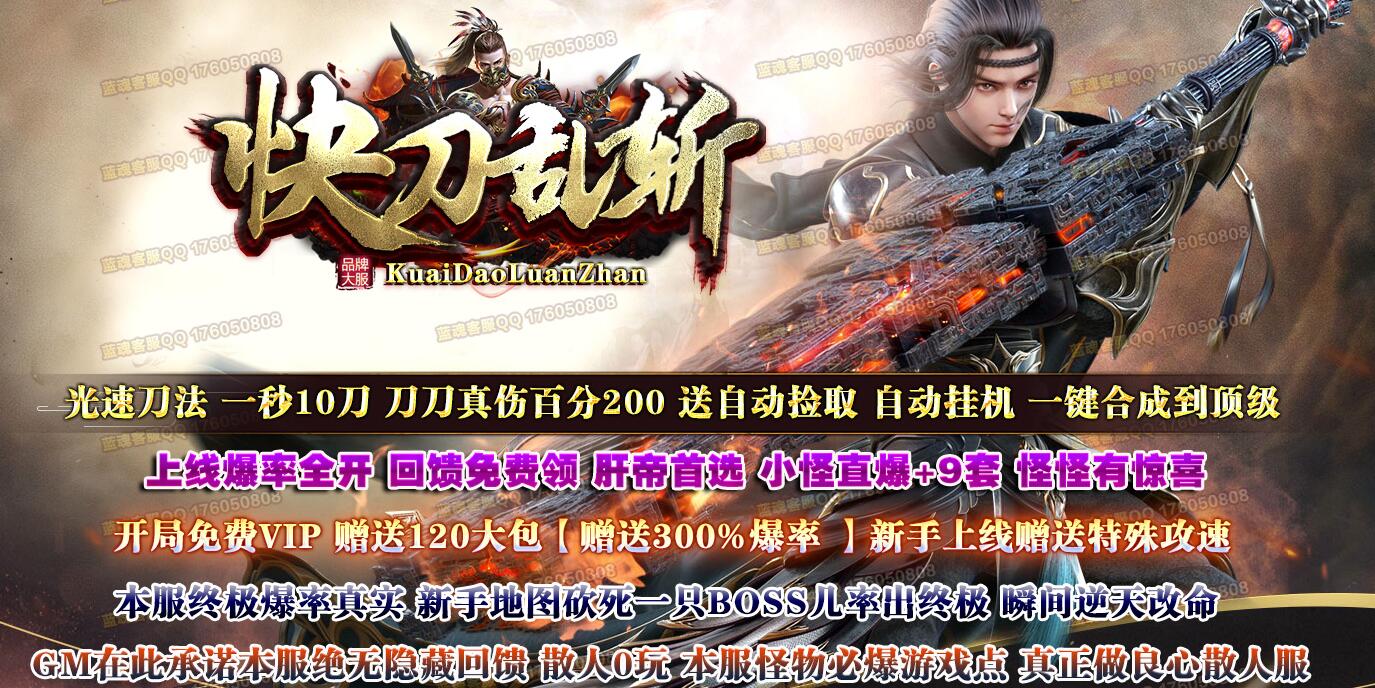 快刀乱斩
品牌大服 KuaiDaoLuanZhan
光速刀法 一秒10刀 刀刀真伤百分200 送自动捡取 自动挂机 一键合成到顶级
上线爆率全开 回馈免费领 肝帝首选 小怪直爆+9套 怪怪有惊喜
开局免费VIP 赠送120大包【赠送300%爆率 】新手上线赠送特殊攻速
本服终极爆率真实 新手地图砍死一只BOSS几率出终极 瞬间逆天改命
GM在此承诺本服绝无隐藏回馈 散人0玩 本服怪物必爆游戏点 真正做良心散人服
蓝魂客服QQ 176050808